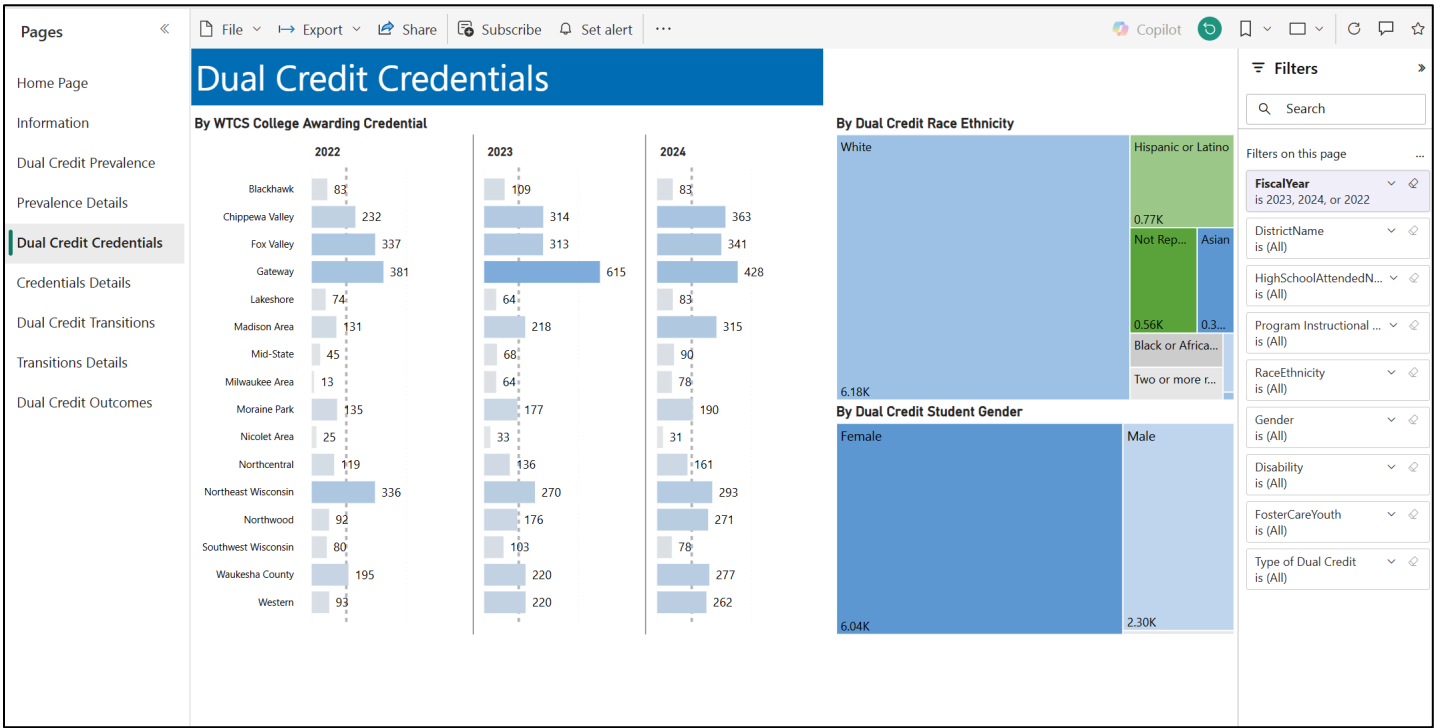 Pages
Home Page
Information
Dual Credit Prevalence
Prevalence Details
Dual Credit Credentials
Credentials Details
Dual Credit Transitions
Transitions Details
Dual Credit Outcomes
File Export Share Subscribe Set alert ... Copilot
Dual Credit Credentials
By WTCS College Awarding Credential
2022 2023 2024
Blackhawk 83 109 83
Chippewa Valley 232 314 363
Fox Valley 337 313 341
Gateway 381 615 428
Lakeshore 74 64 83
Madison Area 131 218 315
Mid-State 45 68 90
Milwaukee Area 13 64 78
Moraine Park 135 177 190
Nicolet Area 25 33 31
Northcentral 119 136 161
Northeast Wisconsin 336 270 293
Northwood 92 176 271
Southwest Wisconsin 80 103 78
Waukesha County 195 220 277
Western 93 220 262
By Dual Credit Race Ethnicity
White
6.18K
Hispanic or Latino
0.77K
Not Rep...
0.56K
Asian
0.3...
Black or Africa...
Two or more r...
By Dual Credit Student Gender
Female
6.04K
Male
2.30K
Filters
Search
Filters on this page ...
FiscalYear
is 2023, 2024, or 2022
DistrictName
is (All)
HighSchoolAttendedN...
is (All)
Program Instructional ...
is (All)
RaceEthnicity
is (All)
Gender
is (All)
Disability
is (All)
FosterCareYouth
is (All)
Type of Dual Credit
is (All)